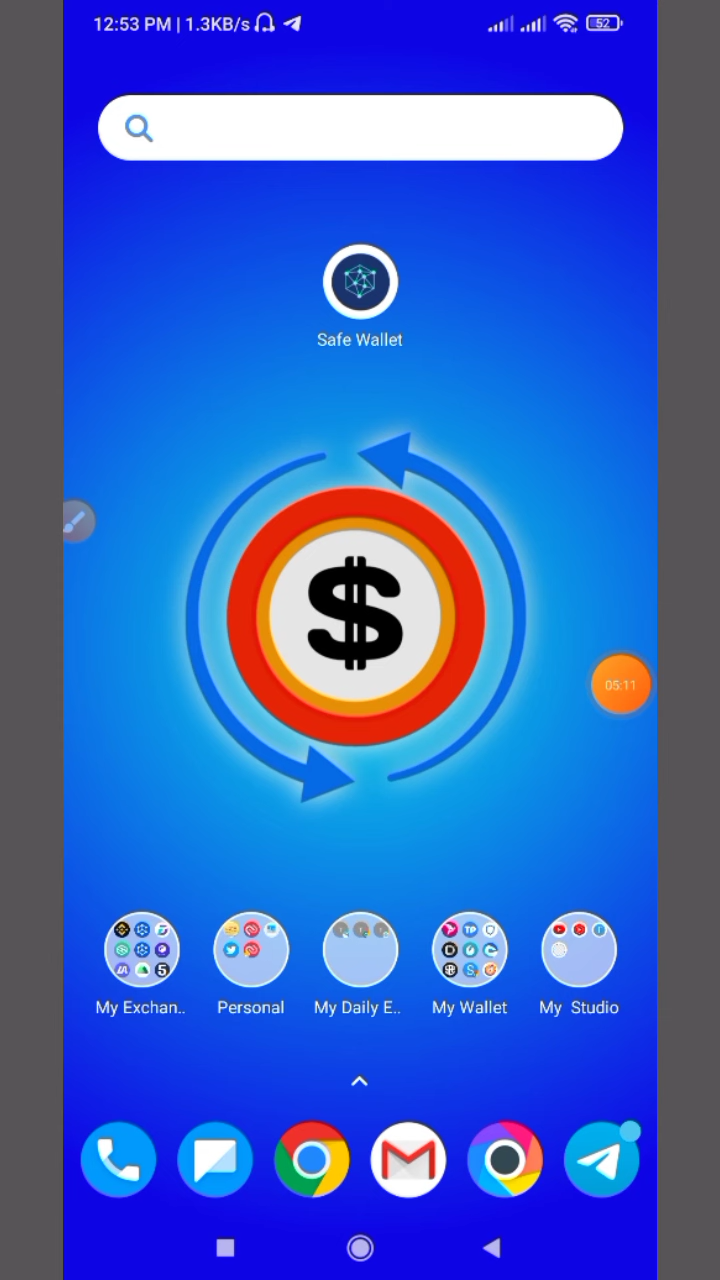 12:53 PM | 1.3KB/s
52
Safe Wallet
$
05:11
My Exchan..
Personal
My Daily E..
My Wallet
My Studio